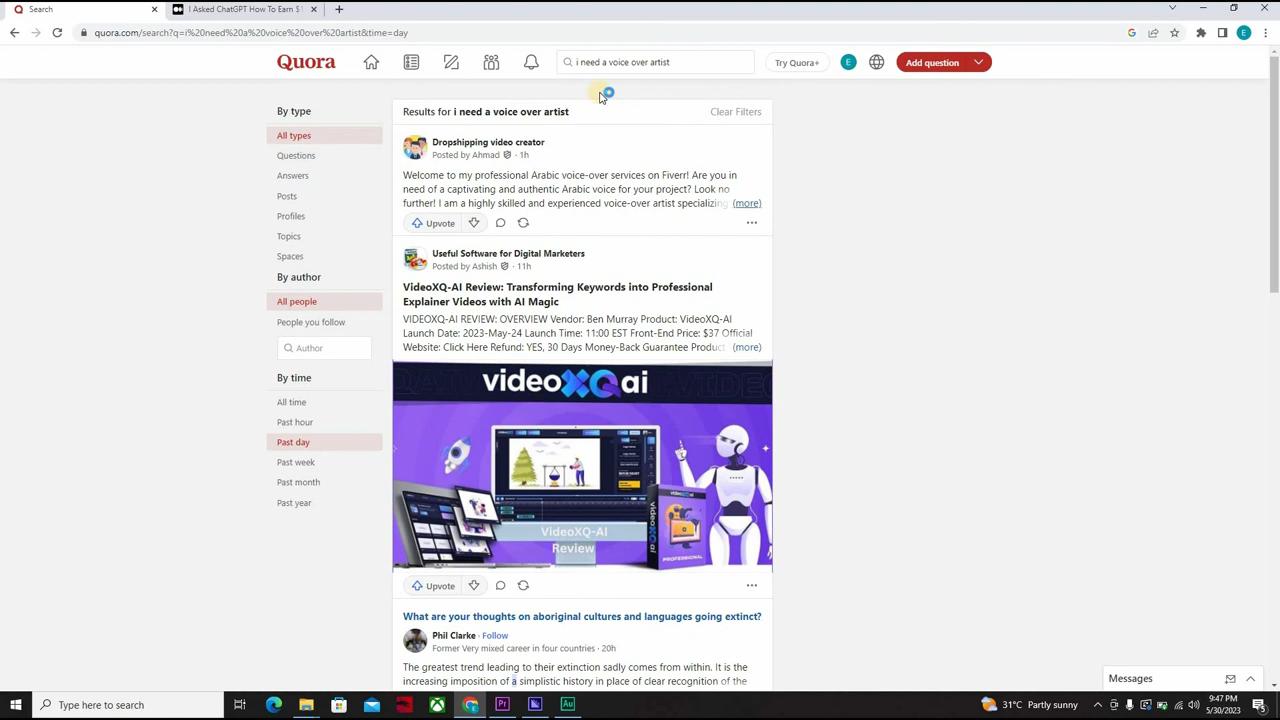 Search
I Asked ChatGPT How To Earn $1
quora.com/search?q=i%20need%20a%20voice%20over%20artist&time=day
E
Quora
i need a voice over artist
Try Quora+
E
Add question
By type
All types
Questions
Answers
Posts
Profiles
Topics
Spaces
By author
All people
People you follow
Author
By time
All time
Past hour
Past day
Past week
Past month
Past year
Results for i need a voice over artist
Clear Filters
Dropshipping video creator
Posted by Ahmad · 1h
Welcome to my professional Arabic voice-over services on Fiverr! Are you in
need of a captivating and authentic Arabic voice for your project? Look no
further! I am a highly skilled and experienced voice-over artist specializing (more)
Upvote
Useful Software for Digital Marketers
Posted by Ashish · 11h
VideoXQ-AI Review: Transforming Keywords into Professional
Explainer Videos with AI Magic
VIDEOXQ-AI REVIEW: OVERVIEW Vendor: Ben Murray Product: VideoXQ-AI
Launch Date: 2023-May-24 Launch Time: 11:00 EST Front-End Price: $37 Official
Website: Click Here Refund: YES, 30 Days Money-Back Guarantee Product (more)
videoXQai
VideoXQ-AI
Review
videoXQai
PROFESSIONAL
Upvote
What are your thoughts on aboriginal cultures and languages going extinct?
Phil Clarke · Follow
Former Very mixed career in four countries · 20h
The greatest trend leading to their extinction sadly comes from within. It is the
increasing imposition of a simplistic history in place of clear recognition of the
Messages
Type here to search
Pr
Au
31°C Partly sunny
9:47 PM
5/30/2023